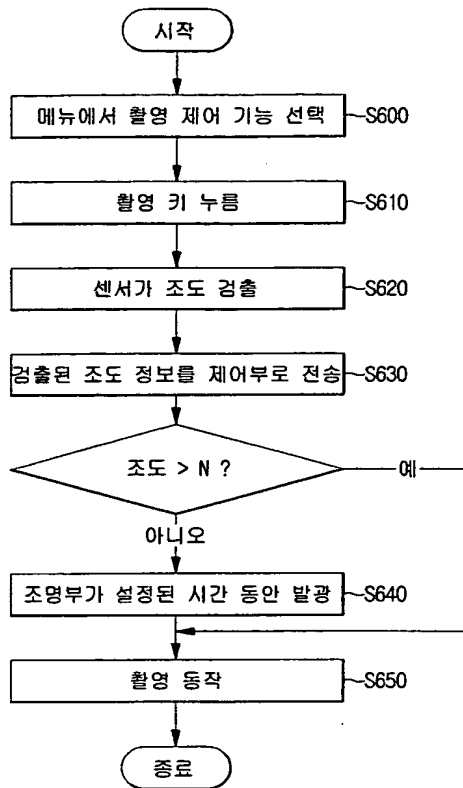 시작
메뉴에서 촬영 제어 기능 선택
S600
촬영 키 누름
S610
센서가 조도 검출
S620
검출된 조도 정보를 제어부로 전송
S630
조도 > N ?
예
아니오
조명부가 설정된 시간 동안 발광
S640
촬영 동작
S650
종료